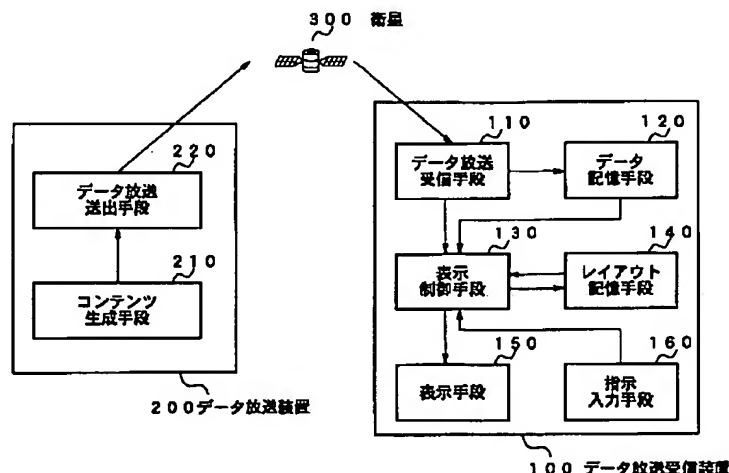 ３００ 衛星
２２０
データ放送
送出手段
２１０
コンテンツ
生成手段
２００データ放送装置
１１０
データ放送
受信手段
１２０
データ
記憶手段
１３０
表示
制御手段
１４０
レイアウト
記憶手段
１５０
表示手段
１６０
指示
入力手段
１００ データ放送受信装置